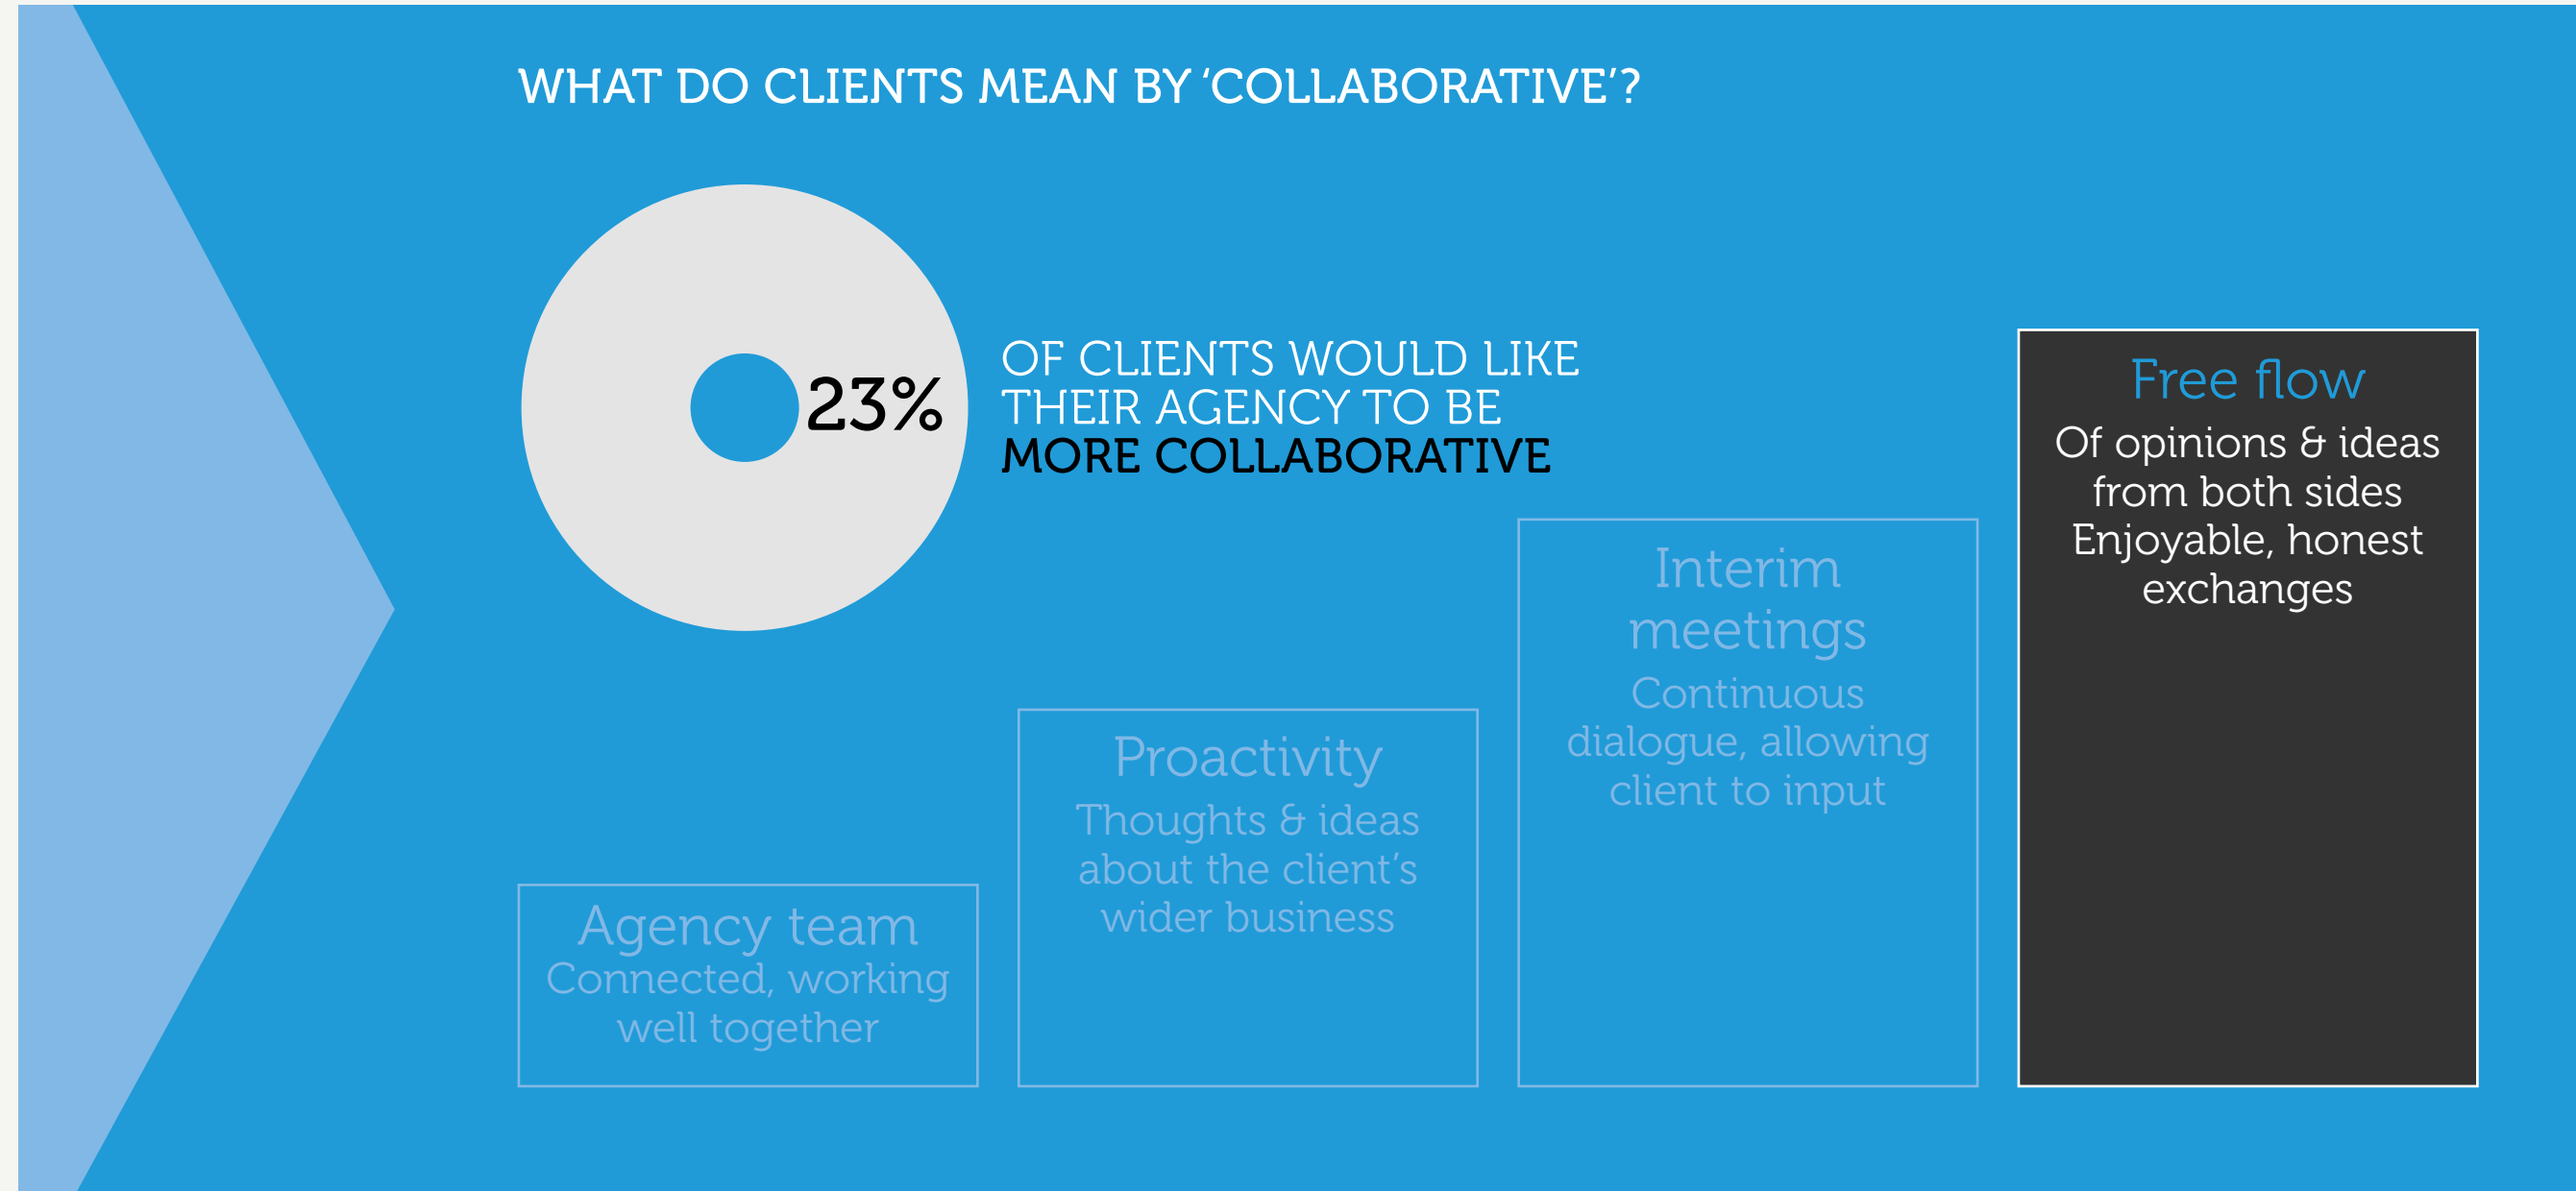 WHAT DO CLIENTS MEAN BY ‘COLLABORATIVE’?
23%
OF CLIENTS WOULD LIKE
THEIR AGENCY TO BE
MORE COLLABORATIVE
Agency team
Connected, working
well together
Proactivity
Thoughts & ideas
about the client’s
wider business
Interim
meetings
Continuous
dialogue, allowing
client to input
Free flow
Of opinions & ideas
from both sides
Enjoyable, honest
exchanges